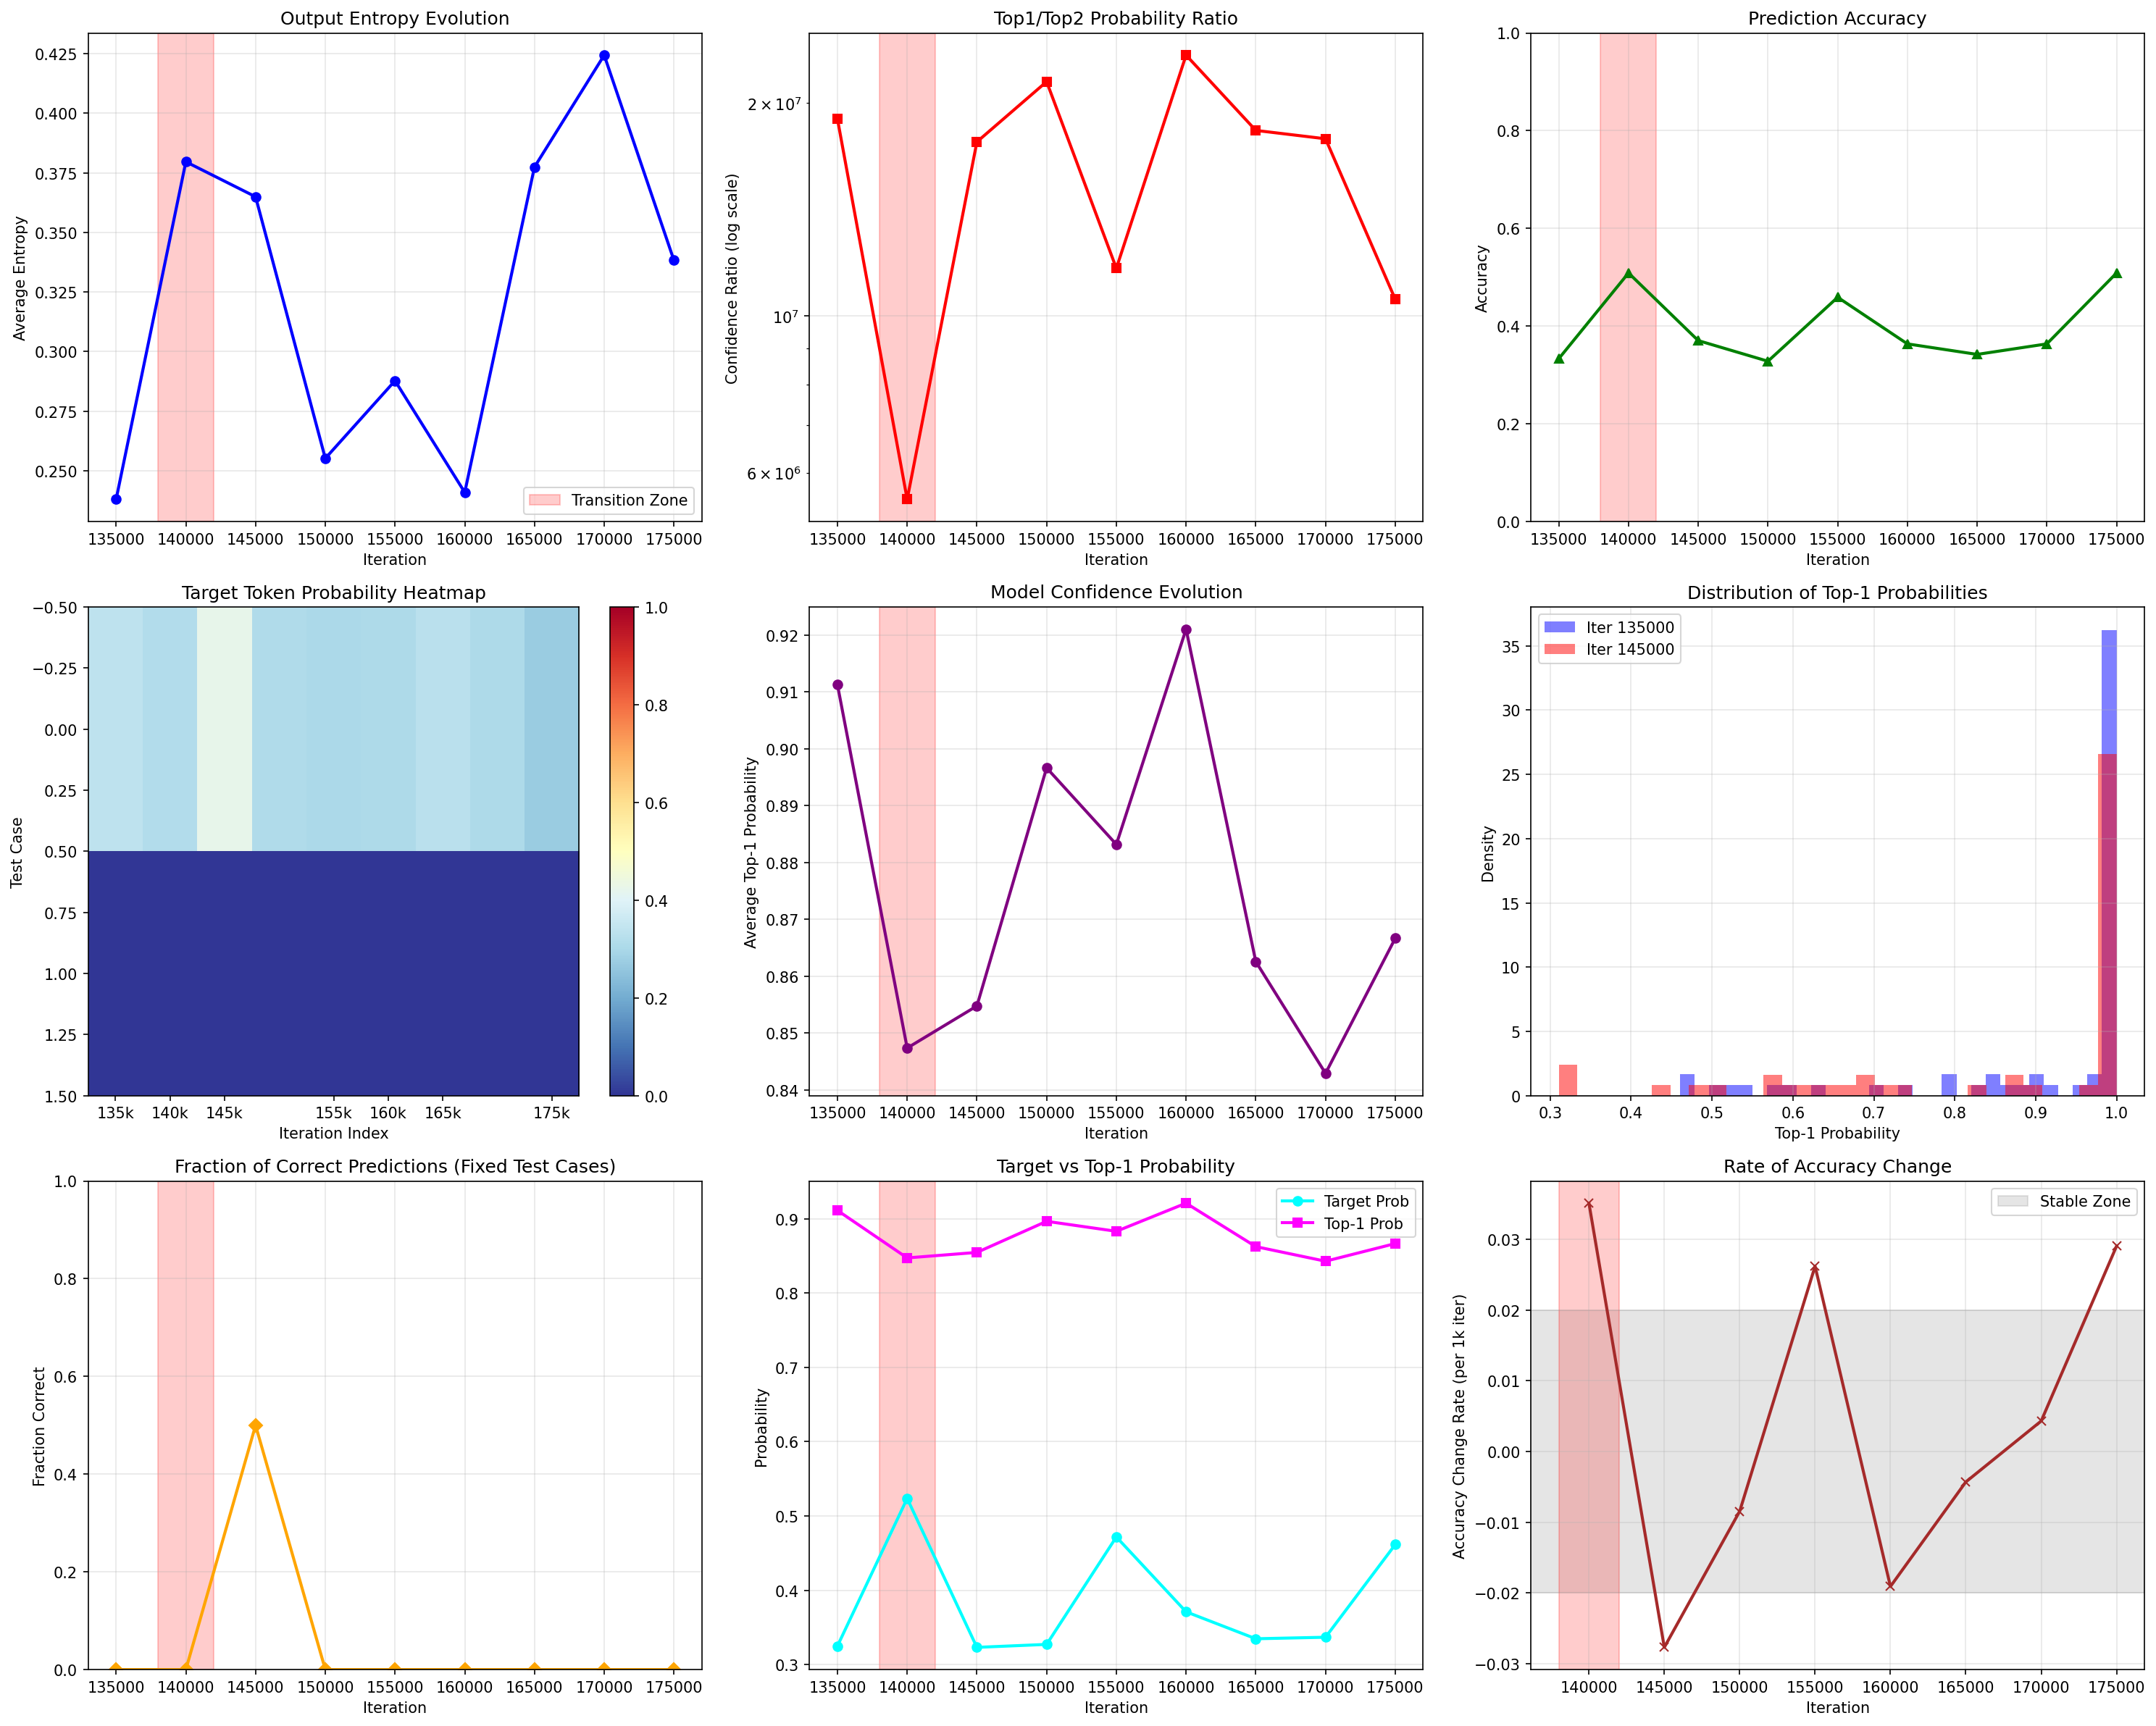 Output Entropy Evolution
Average Entropy
0.425
0.400
0.375
0.350
0.325
0.300
0.275
0.250
Transition Zone
135000 140000 145000 150000 155000 160000 165000 170000 175000
Iteration
Top1/Top2 Probability Ratio
Confidence Ratio (log scale)
2 × 10⁷
10⁷
6 × 10⁶
135000 140000 145000 150000 155000 160000 165000 170000 175000
Iteration
Prediction Accuracy
Accuracy
1.0
0.8
0.6
0.4
0.2
0.0
135000 140000 145000 150000 155000 160000 165000 170000 175000
Iteration
Target Token Probability Heatmap
Test Case
−0.50
−0.25
0.00
0.25
0.50
0.75
1.00
1.25
1.50
135k 140k 145k 155k 160k 165k 175k
Iteration Index
1.0
0.8
0.6
0.4
0.2
0.0
Model Confidence Evolution
Average Top-1 Probability
0.92
0.91
0.90
0.89
0.88
0.87
0.86
0.85
0.84
135000 140000 145000 150000 155000 160000 165000 170000 175000
Iteration
Distribution of Top-1 Probabilities
Density
35
30
25
20
15
10
5
0
Iter 135000
Iter 145000
0.3 0.4 0.5 0.6 0.7 0.8 0.9 1.0
Top-1 Probability
Fraction of Correct Predictions (Fixed Test Cases)
Fraction Correct
1.0
0.8
0.6
0.4
0.2
0.0
135000 140000 145000 150000 155000 160000 165000 170000 175000
Iteration
Target vs Top-1 Probability
Probability
0.9
0.8
0.7
0.6
0.5
0.4
0.3
Target Prob
Top-1 Prob
135000 140000 145000 150000 155000 160000 165000 170000 175000
Iteration
Rate of Accuracy Change
Accuracy Change Rate (per 1k iter)
0.03
0.02
0.01
0.00
−0.01
−0.02
−0.03
Stable Zone
140000 145000 150000 155000 160000 165000 170000 175000
Iteration